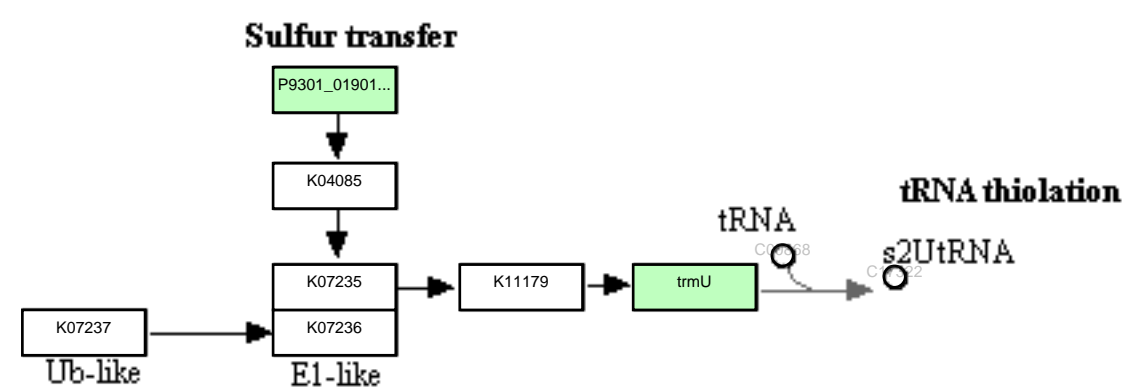 Sulfur transfer
P9301_01901...
K04085
tRNA thiolation
tRNA
s2UtRNA
K07235
K11179
trmU
K07237
K07236
Ub-like
E1-like